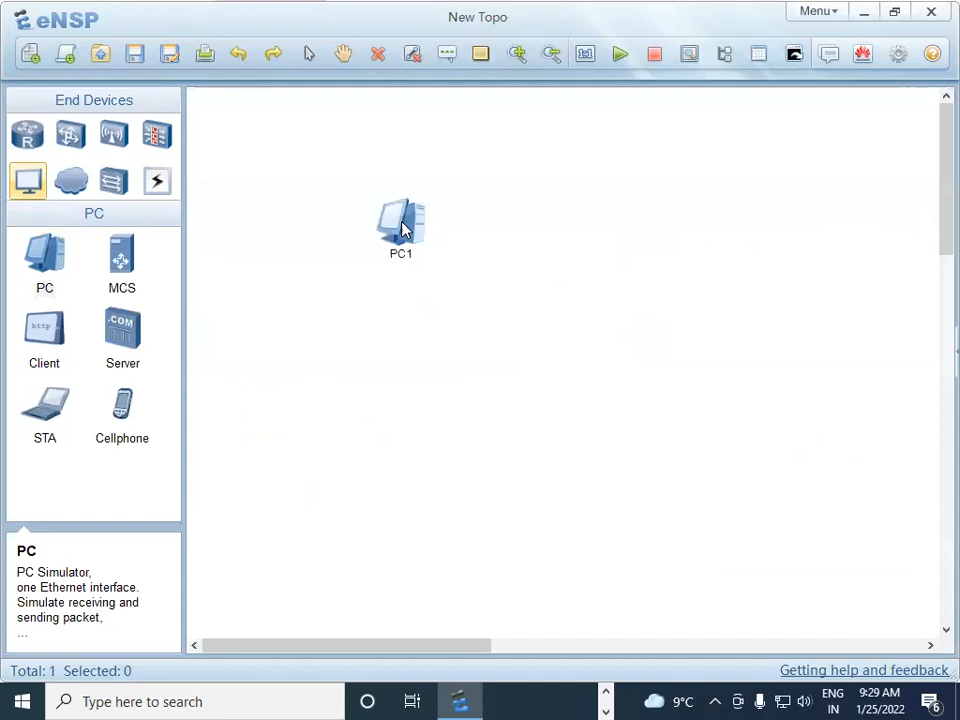 eNSP
New Topo
Menu
End Devices
R
PC
PC
MCS
http
.COM
Client
Server
STA
Cellphone
PC1
PC
PC Simulator,
one Ethernet interface.
Simulate receiving and
sending packet,
...
Total: 1 Selected: 0
Getting help and feedback
Type here to search
9°C
ENG
IN
9:29 AM
1/25/2022
6